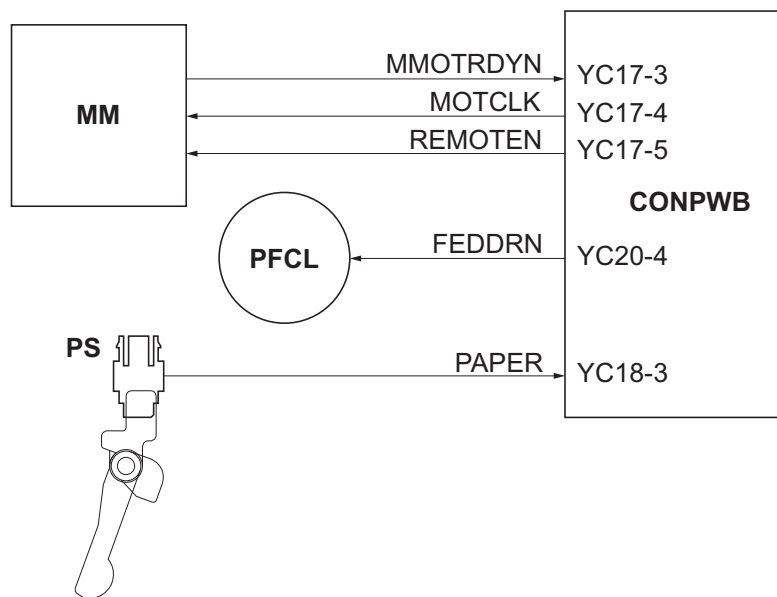 MM
MMOTRDYN
YC17-3
MOTCLK
YC17-4
REMOTEN
YC17-5
CONPWB
PFCL
FEDDRN
YC20-4
PS
PAPER
YC18-3